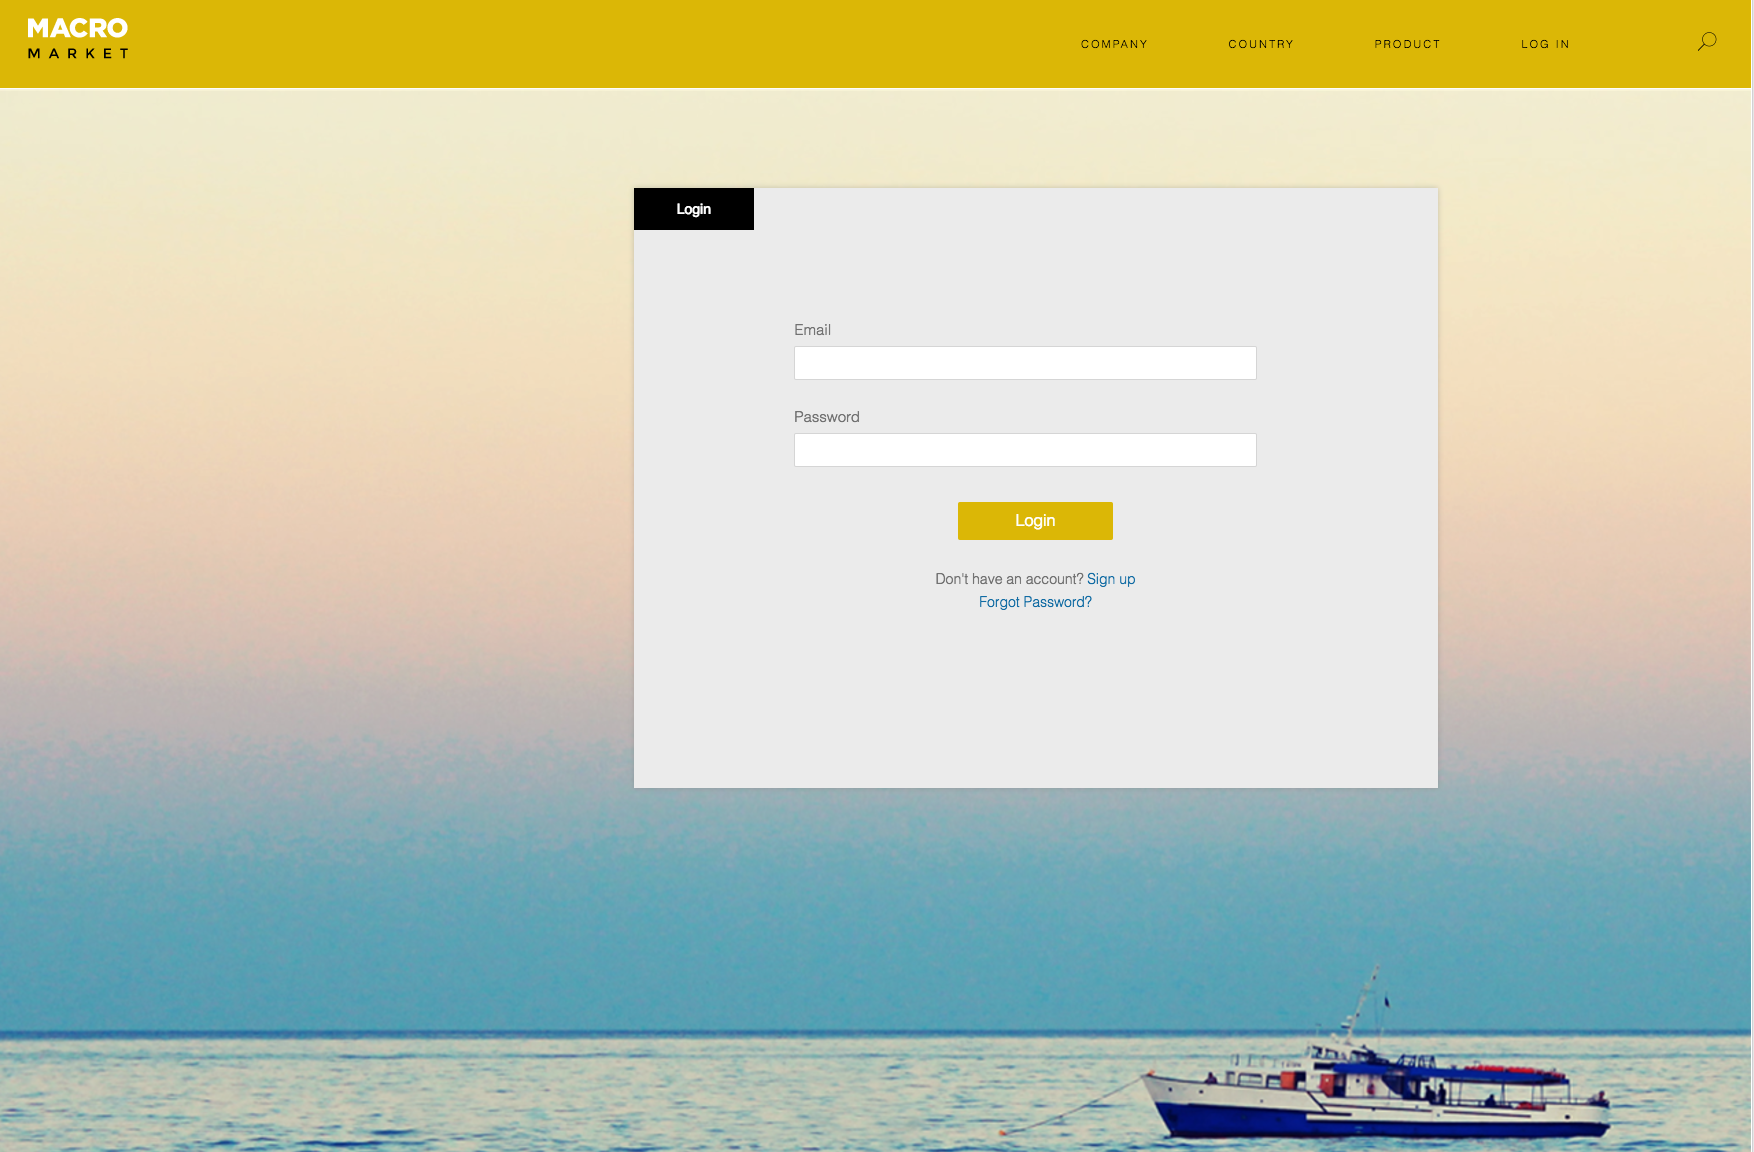 MACRO
MARKET
COMPANY COUNTRY PRODUCT LOG IN
Login
Email
Password
Login
Don't have an account? Sign up
Forgot Password?